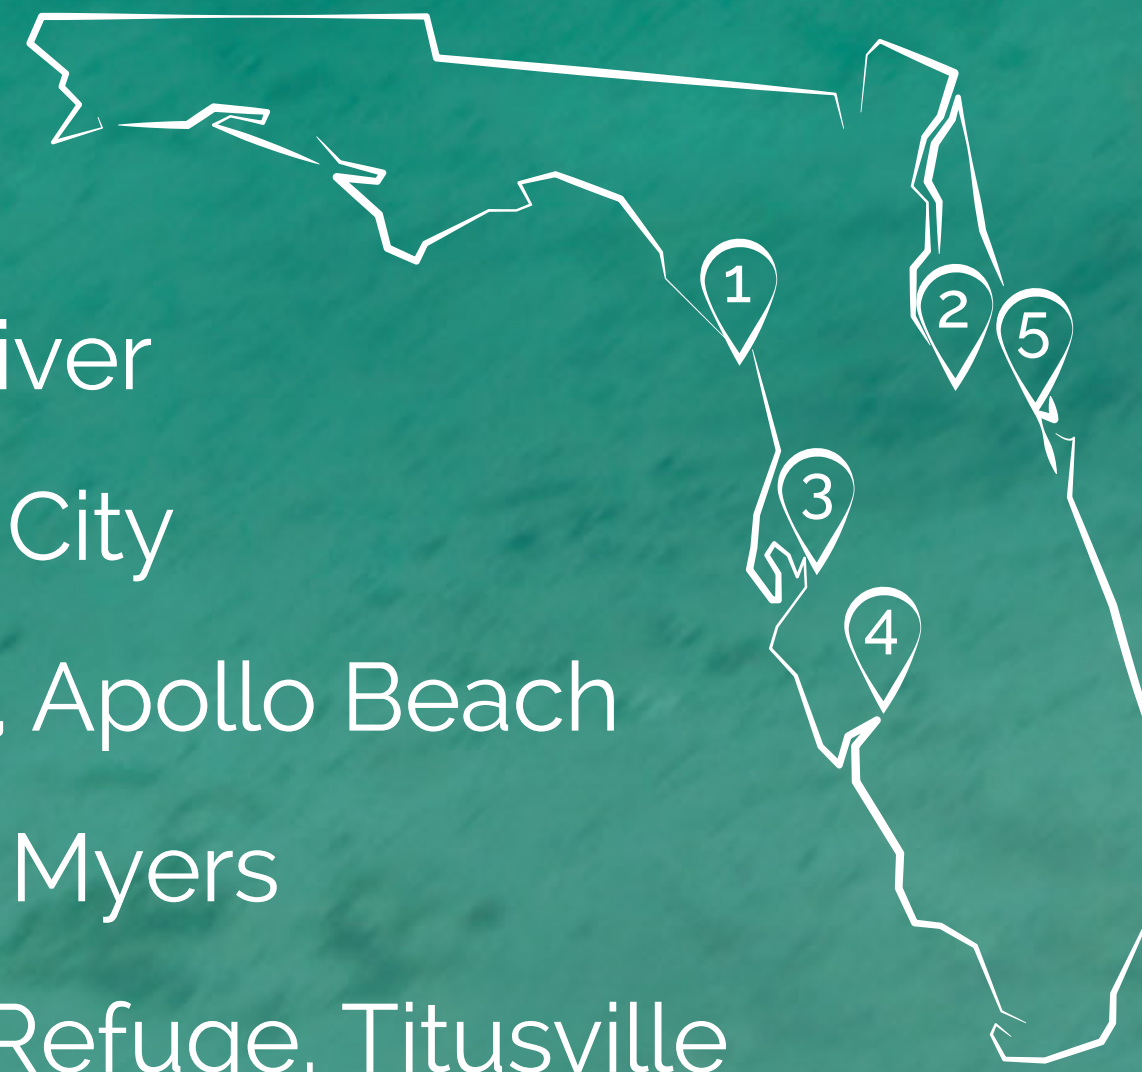 iver
City
, Apollo Beach
Myers
Refuge, Titusville
1
2
5
3
4